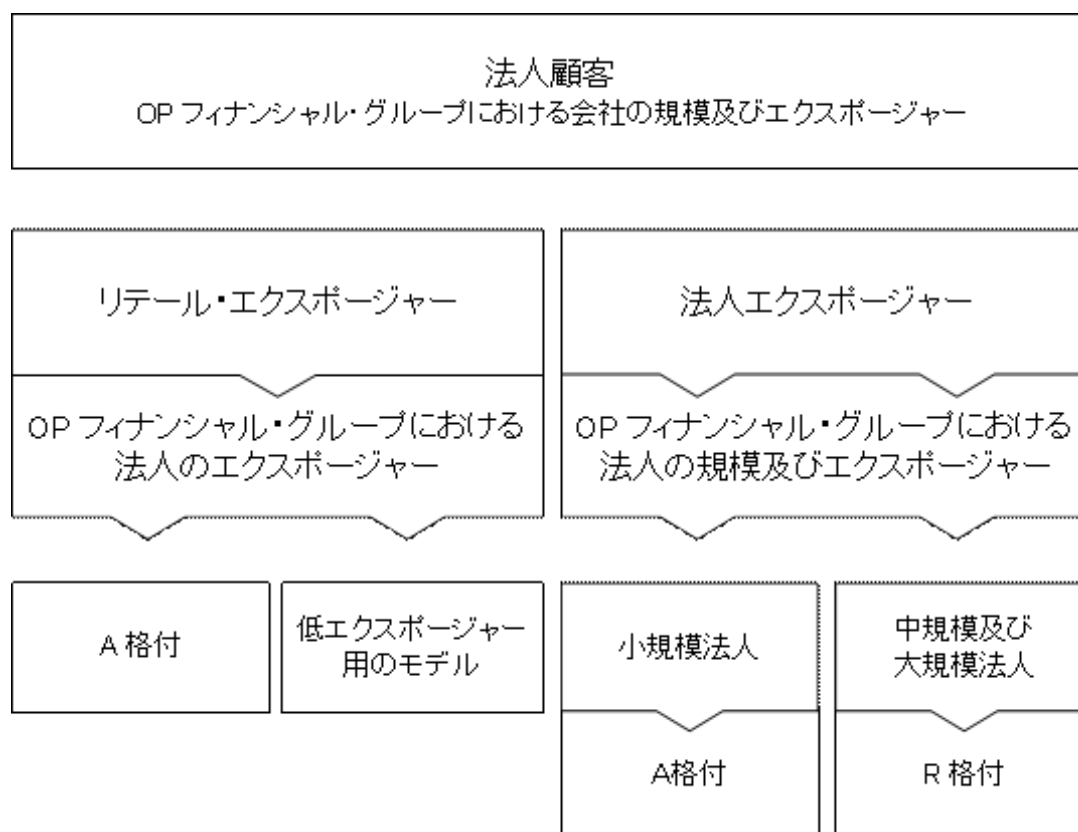 法人顧客
OP フィナンシャル・グループにおける会社の規模及びエクスポージャー
リテール・エクスポージャー
法人エクスポージャー
OP フィナンシャル・グループにおける
法人のエクスポージャー
OP フィナンシャル・グループにおける
法人の規模及びエクスポージャー
A 格付
低エクスポージャー
用のモデル
小規模法人
中規模及び
大規模法人
A格付
R 格付